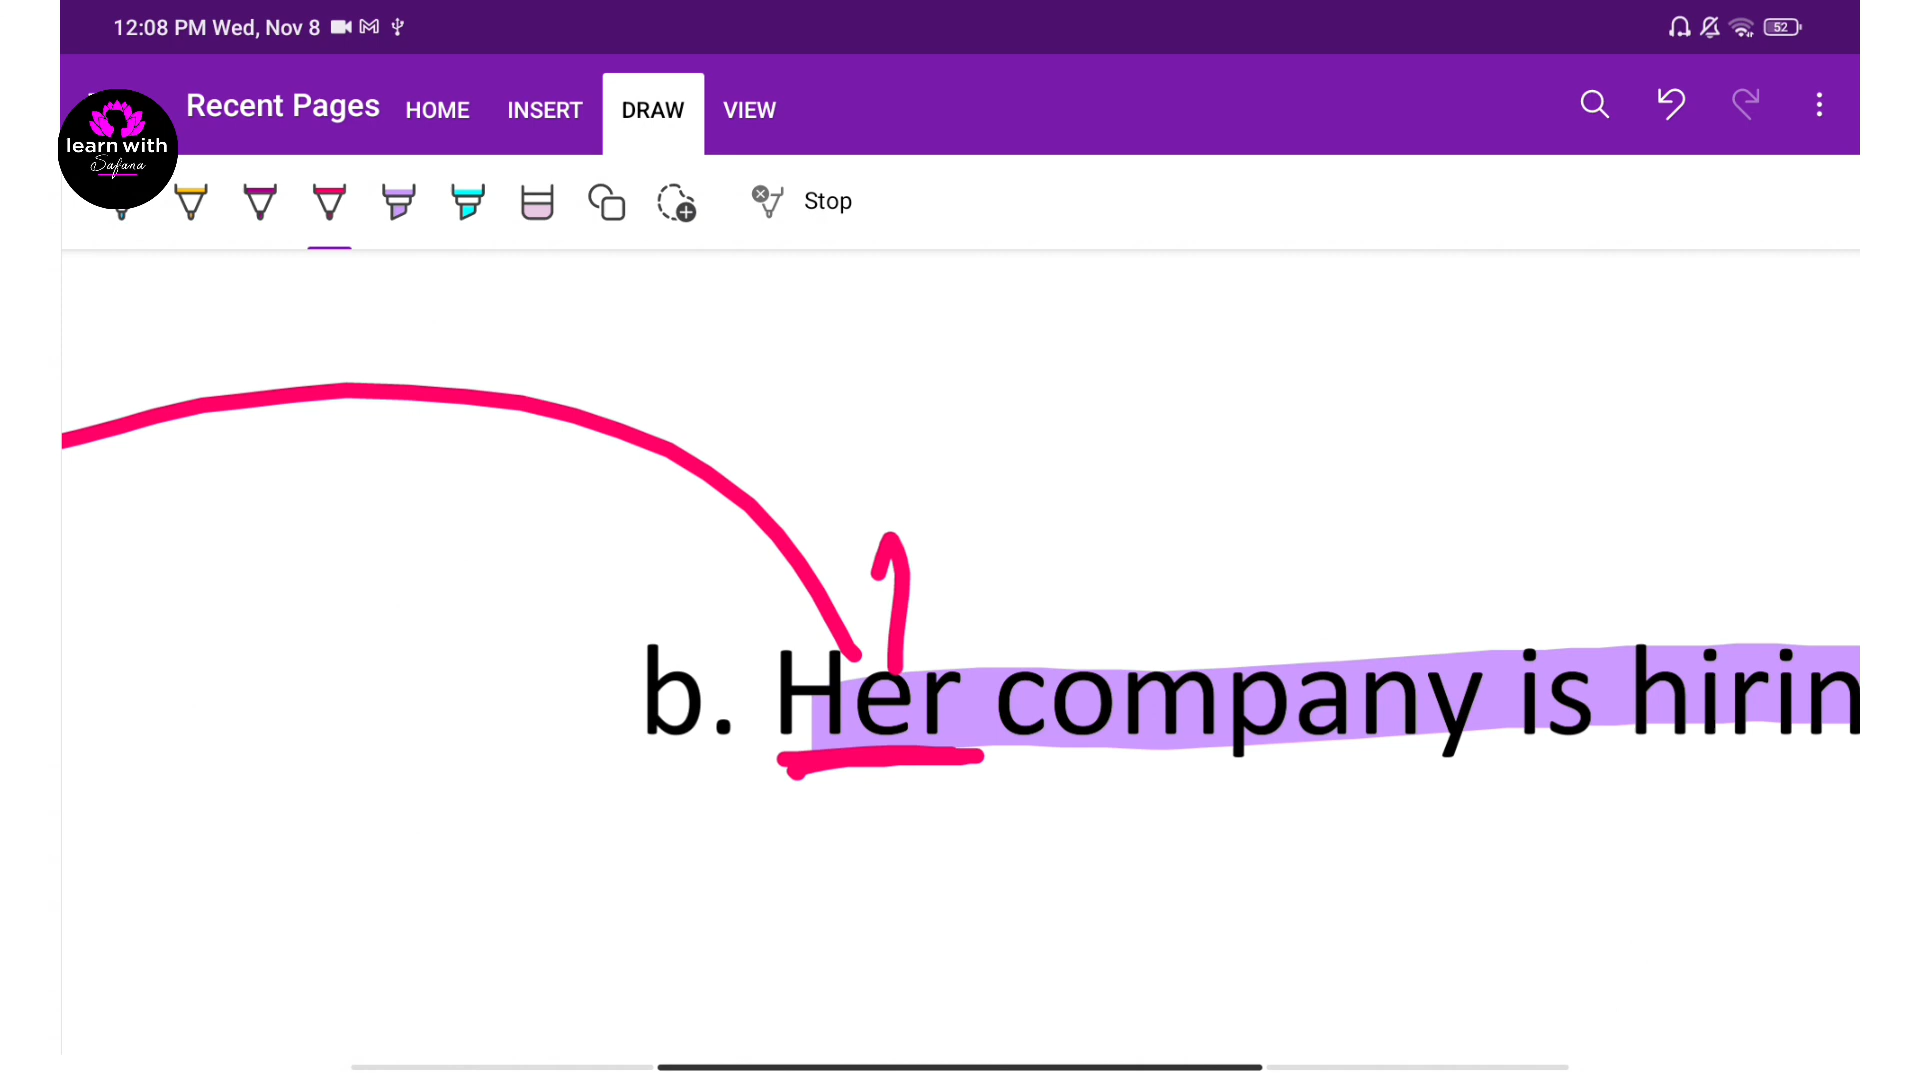 12:08 PM Wed, Nov 8
52
Recent Pages HOME INSERT DRAW VIEW
learn with
Safana
Stop
b. Her company is hirin